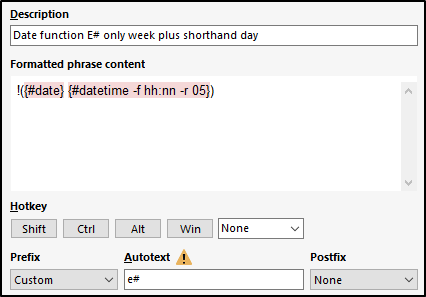 Description
Date function E# only week plus shorthand day
Formatted phrase content
!({#date} {#datetime -f hh:nn -r 05})
Hotkey
Shift Ctrl Alt Win None
Prefix Autotext Postfix
Custom e# None